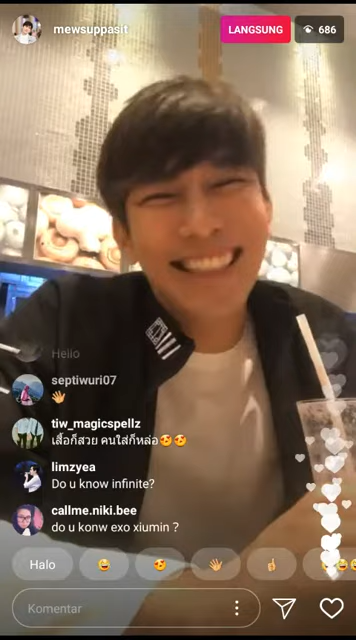 mewsuppasit
LANGSUNG
686
Hello
septiwuri07
👋
tiw_magicspellz
เสื้อก็สวย คนใส่ก็หล่อ😍😍
limzyea
Do u know infinite?
callme.niki.bee
do u konw exo xiumin ?
Halo
Komentar